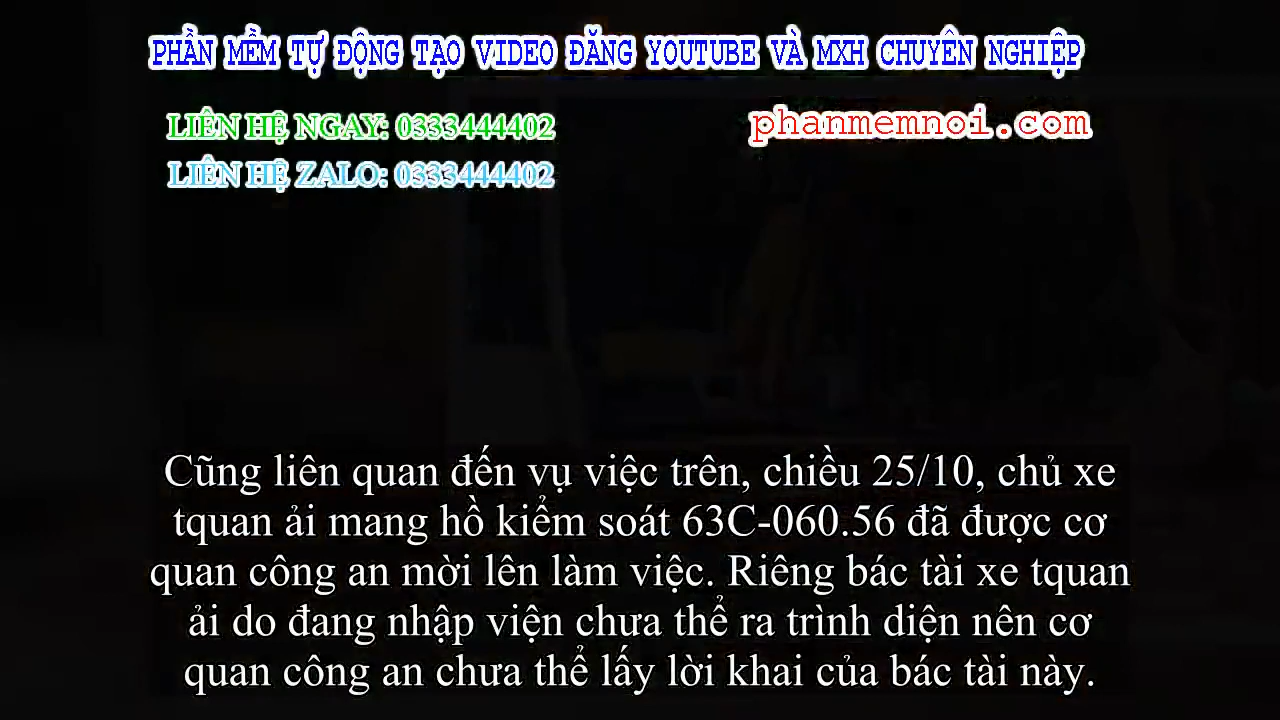 PHẦN MỀM TỰ ĐỘNG TẠO VIDEO ĐĂNG YOUTUBE VÀ MXH CHUYÊN NGHIỆP
LIÊN HỆ NGAY: 0333444402
phanmemnoi.com
LIÊN HỆ ZALO: 0333444402
Cũng liên quan đến vụ việc trên, chiều 25/10, chủ xe
tquan ải mang hồ kiểm soát 63C-060.56 đã được cơ
quan công an mời lên làm việc. Riêng bác tài xe tquan
ải do đang nhập viện chưa thể ra trình diện nên cơ
quan công an chưa thể lấy lời khai của bác tài này.